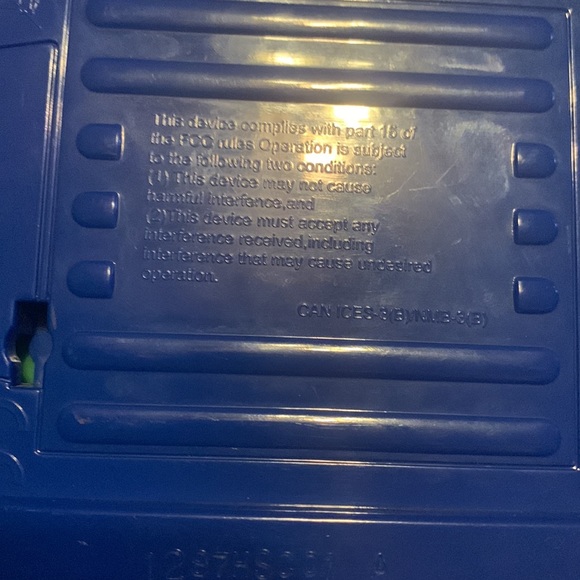 This device complies with part 15 of
the FCC rules Operation is subject
to the following two conditions:
(1) This device may not cause
harmful interfence,and
(2) This device must accept any
interference received,including
interference that may cause undesired
operation.
CAN ICES-3(B)/NMB-3(B)